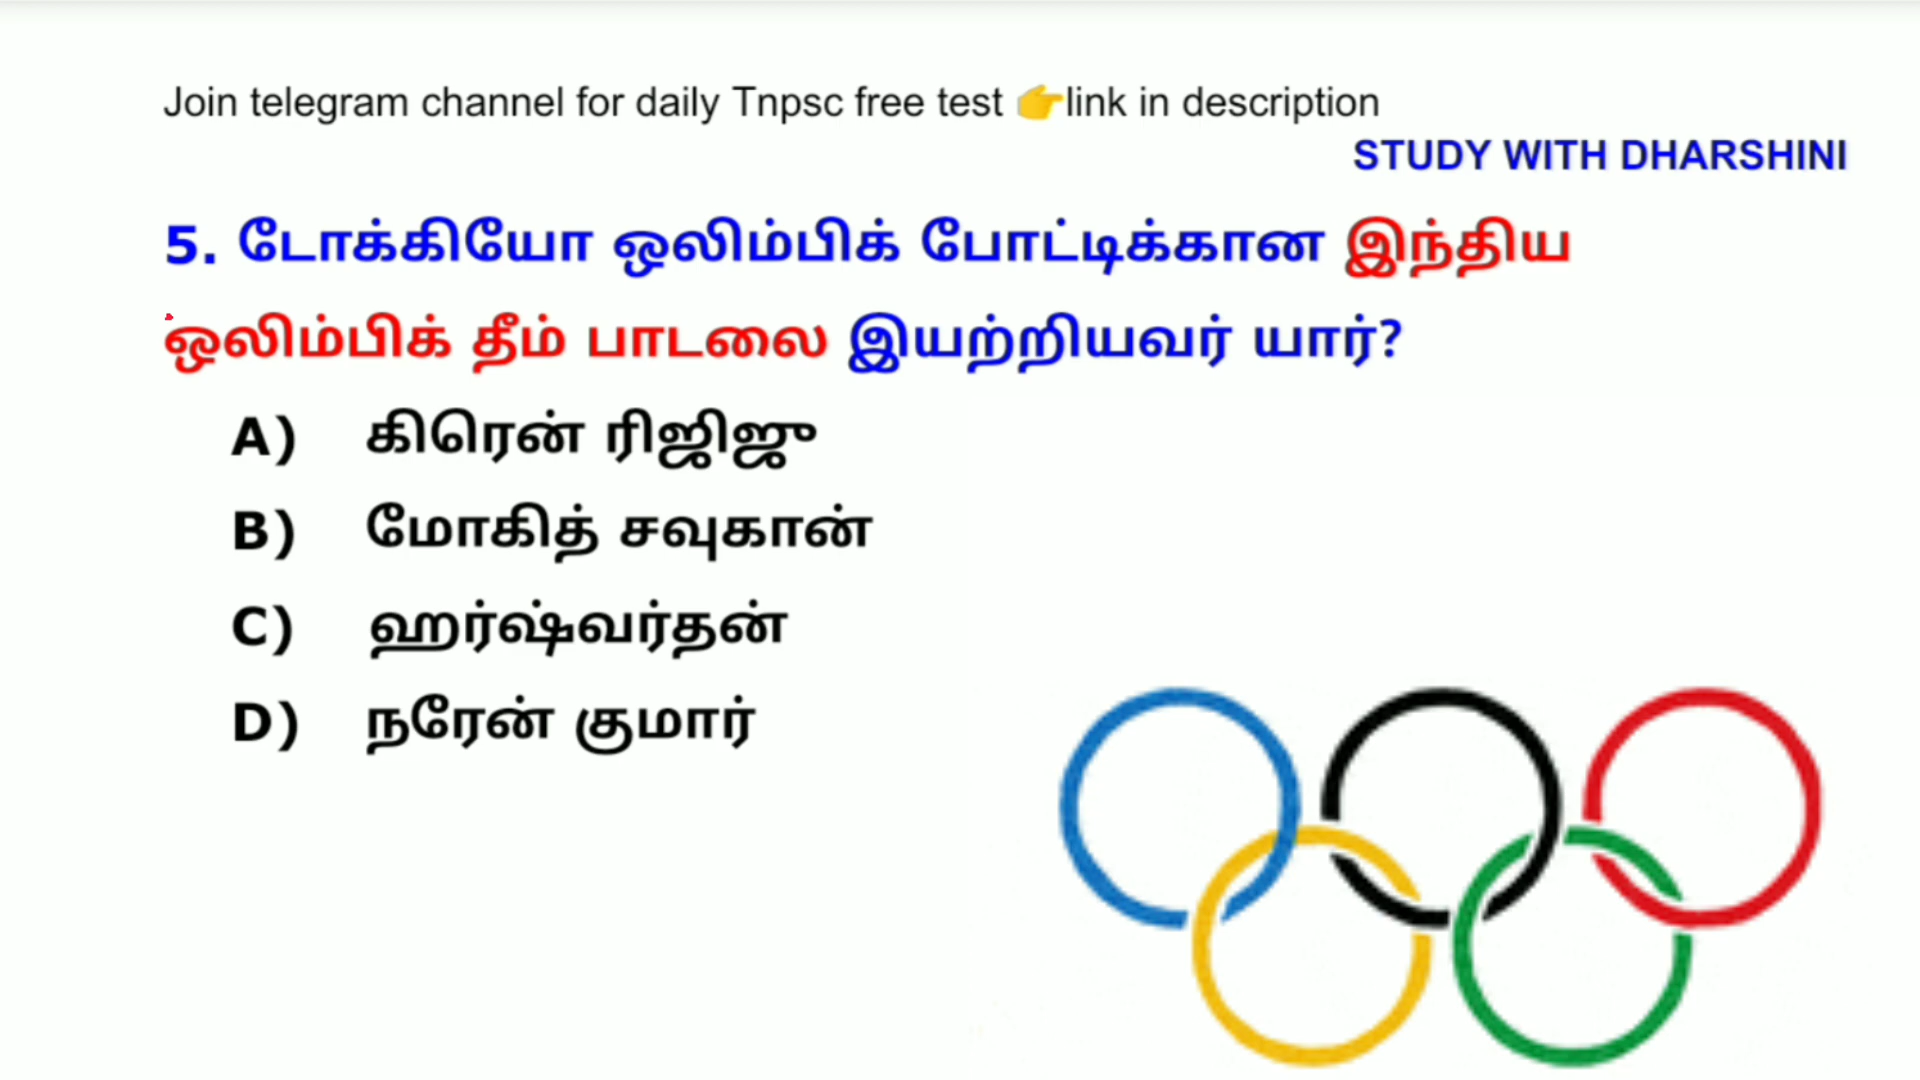 Join telegram channel for daily Tnpsc free test 👉link in description
STUDY WITH DHARSHINI
5. டோக்கியோ ஒலிம்பிக் போட்டிக்கான இந்திய
ஒலிம்பிக் தீம் பாடலை இயற்றியவர் யார்?
A) கிரென் ரிஜிஜு
B) மோகித் சவுகான்
C) ஹர்ஷ்வர்தன்
D) நரேன் குமார்